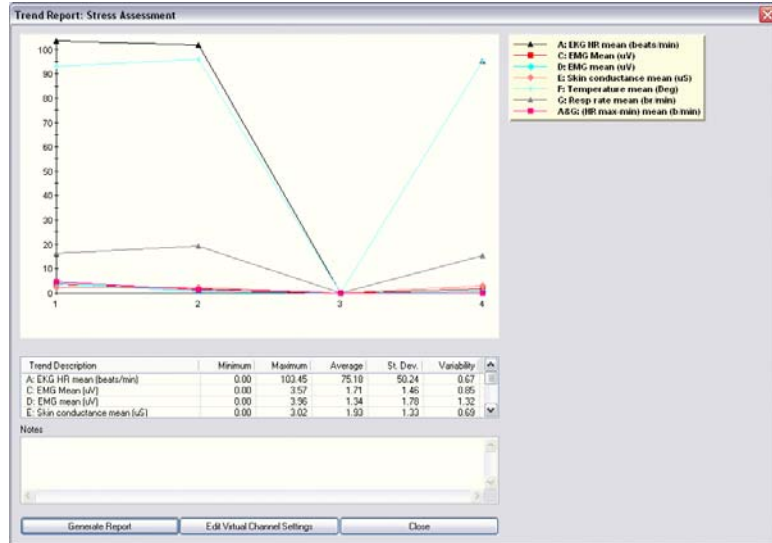 Trend Report: Stress Assessment
100
90
80
70
60
50
40
30
20
10
0
1 2 3 4
A: EKG HR mean (beats/min)
C: EMG Mean (uV)
D: EMG mean (uV)
E: Skin conductance mean (uS)
F: Temperature mean (Deg)
G: Resp rate mean (br/min)
A&G: (HR max-min) mean (b/min)
Trend Description Minimum Maximum Average St. Dev. Variability
A: EKG HR mean (beats/min) 0.00 103.45 75.10 50.24 0.67
C: EMG Mean (uV) 0.00 3.57 1.71 1.46 0.85
D: EMG mean (uV) 0.00 3.96 1.34 1.78 1.32
E: Skin conductance mean (uS) 0.00 3.02 1.93 1.33 0.69
Notes
Generate Report Edit Virtual Channel Settings Close